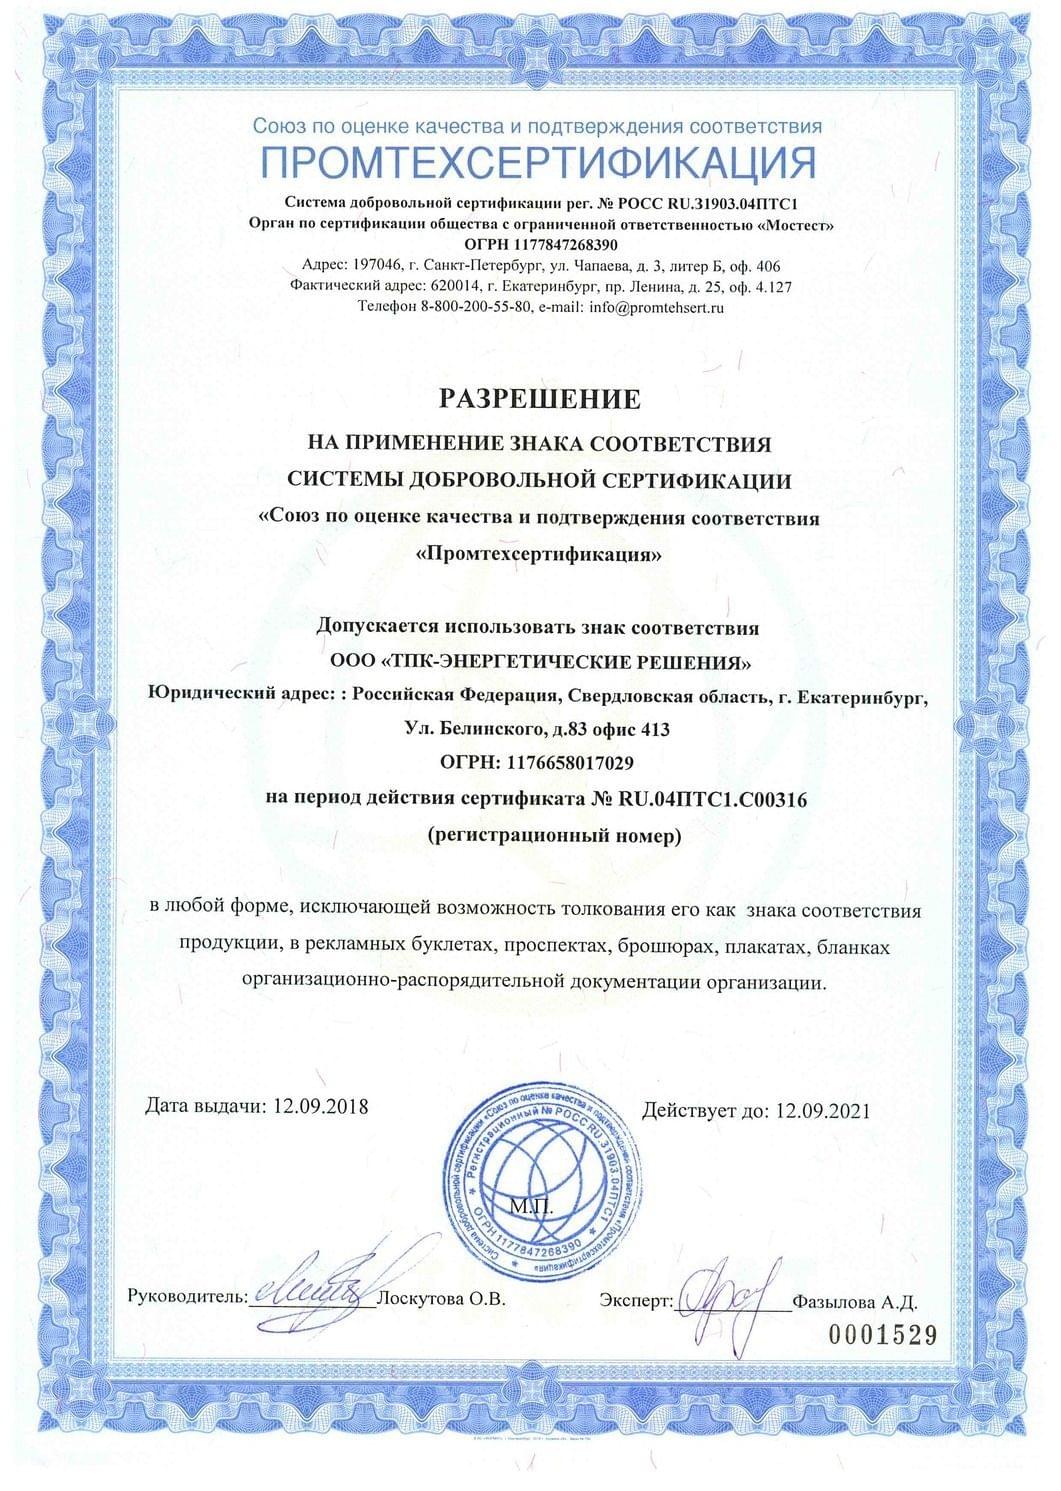 Союз по оценке качества и подтверждения соответствия
ПРОМТЕХСЕРТИФИКАЦИЯ
Система добровольной сертификации рег. № РОСС RU.31903.04ПТС1
Орган по сертификации общества с ограниченной ответственностью «Мостест»
ОГРН 1177847268390
Адрес: 197046, г. Санкт-Петербург, ул. Чапаева, д. 3, литер Б, оф. 406
Фактический адрес: 620014, г. Екатеринбург, пр. Ленина, д. 25, оф. 4.127
Телефон 8-800-200-55-80, e-mail: info@promtehsert.ru
РАЗРЕШЕНИЕ
НА ПРИМЕНЕНИЕ ЗНАКА СООТВЕТСТВИЯ
СИСТЕМЫ ДОБРОВОЛЬНОЙ СЕРТИФИКАЦИИ
«Союз по оценке качества и подтверждения соответствия
«Промтехсертификация»
Допускается использовать знак соответствия
ООО «ТПК-ЭНЕРГЕТИЧЕСКИЕ РЕШЕНИЯ»
Юридический адрес: : Российская Федерация, Свердловская область, г. Екатеринбург,
Ул. Белинского, д.83 офис 413
ОГРН: 1176658017029
на период действия сертификата № RU.04ПТС1.С00316
(регистрационный номер)
в любой форме, исключающей возможность толкования его как знака соответствия
продукции, в рекламных буклетах, проспектах, брошюрах, плакатах, бланках
организационно-распорядительной документации организации.
Дата выдачи: 12.09.2018
Действует до: 12.09.2021
Система добровольной сертификации «Союз по оценке качества и подтверждения соответствия «Промтехсертификация»
Регистрационный № РОСС RU.31903.04ПТС1
ОГРН 1177847268390
М.П.
Руководитель: Лоскутова О.В.
Эксперт: Фазылова А.Д.
0001529